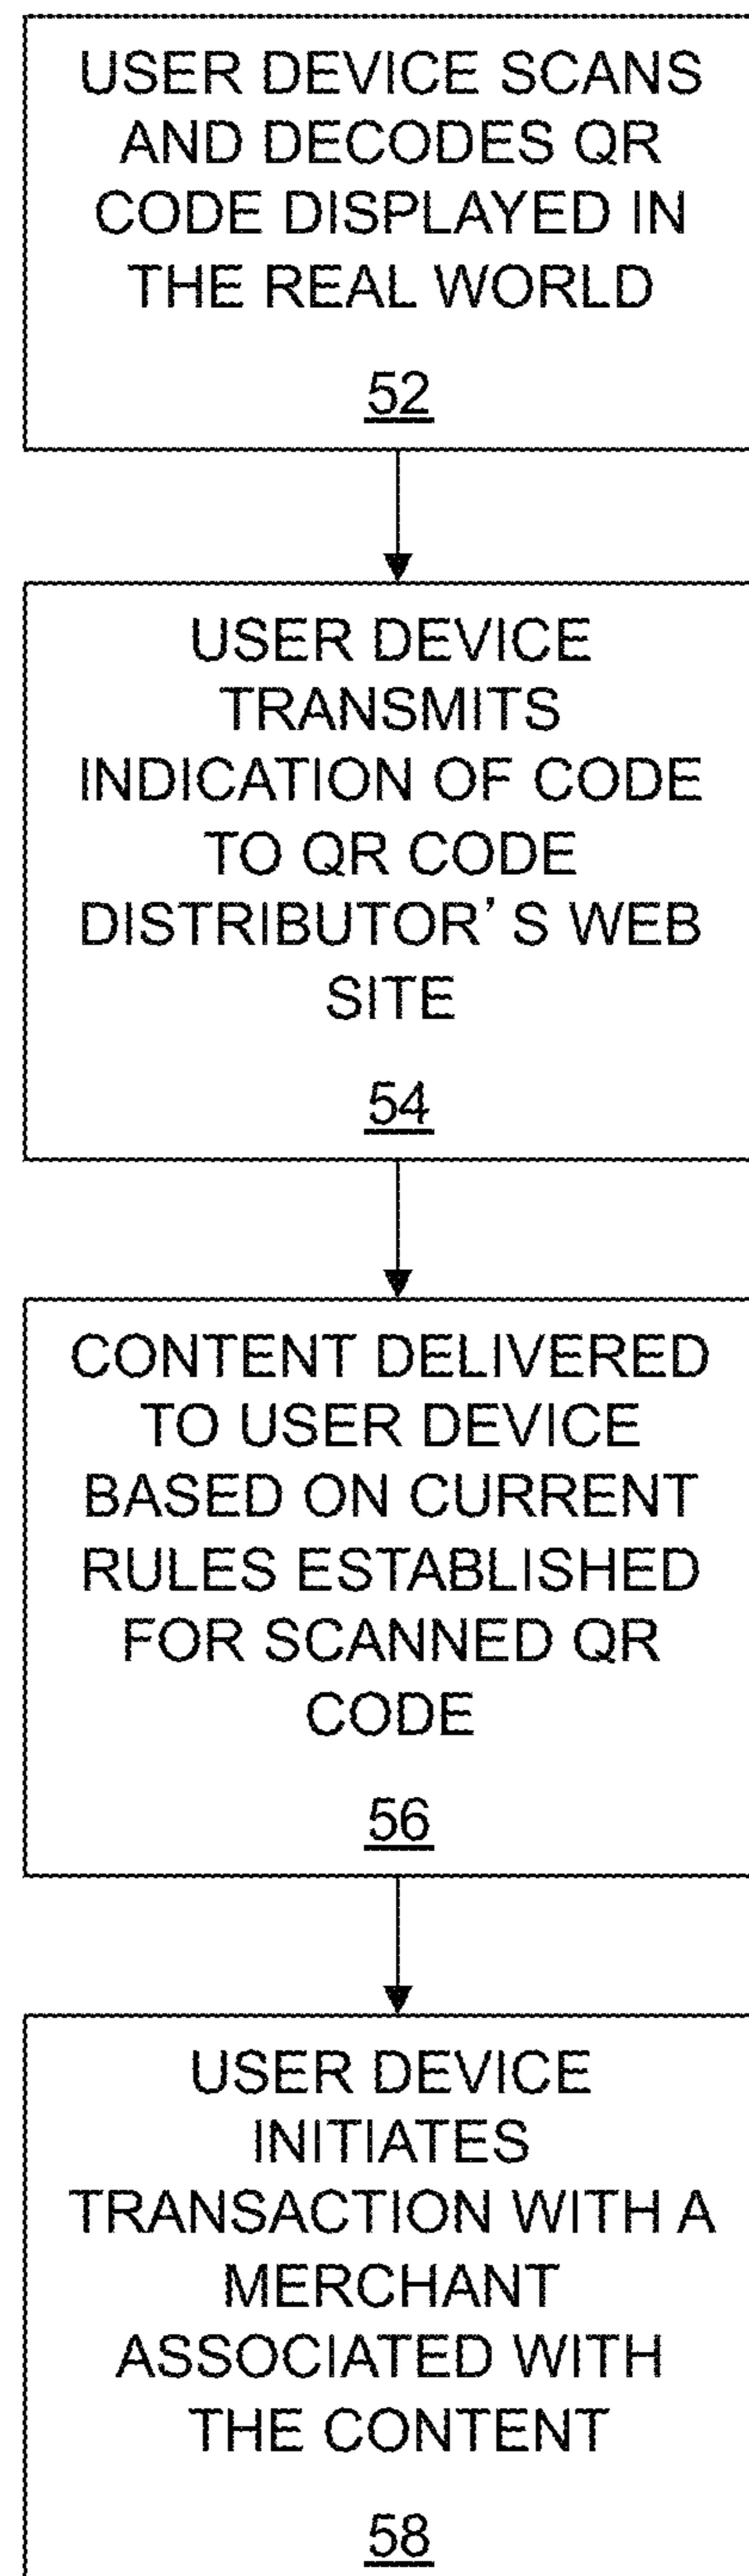 USER DEVICE SCANS
AND DECODES QR
CODE DISPLAYED IN
THE REAL WORLD
52
USER DEVICE
TRANSMITS
INDICATION OF CODE
TO QR CODE
DISTRIBUTOR'S WEB
SITE
54
CONTENT DELIVERED
TO USER DEVICE
BASED ON CURRENT
RULES ESTABLISHED
FOR SCANNED QR
CODE
56
USER DEVICE
INITIATES
TRANSACTION WITH A
MERCHANT
ASSOCIATED WITH
THE CONTENT
58